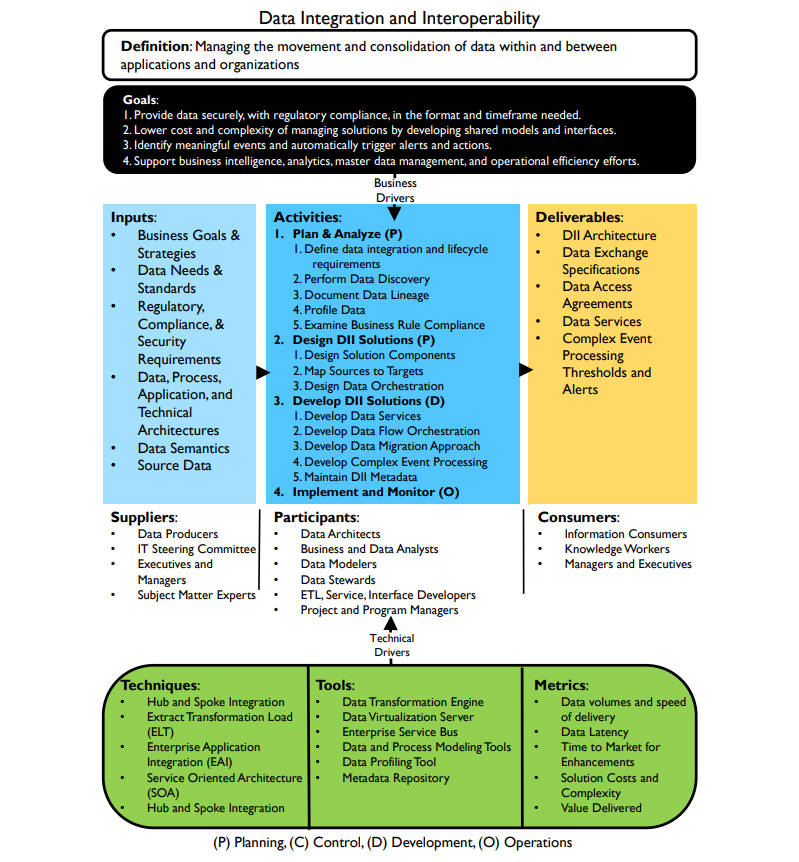 Data Integration and Interoperability
Definition: Managing the movement and consolidation of data within and between
applications and organizations
Goals:
1. Provide data securely, with regulatory compliance, in the format and timeframe needed.
2. Lower cost and complexity of managing solutions by developing shared models and interfaces.
3. Identify meaningful events and automatically trigger alerts and actions.
4. Support business intelligence, analytics, master data management, and operational efficiency efforts.
Business
Drivers
Inputs:
• Business Goals &
Strategies
• Data Needs &
Standards
• Regulatory,
Compliance, &
Security
Requirements
• Data, Process,
Application, and
Technical
Architectures
• Data Semantics
• Source Data
Activities:
1. Plan & Analyze (P)
1. Define data integration and lifecycle
requirements
2. Perform Data Discovery
3. Document Data Lineage
4. Profile Data
5. Examine Business Rule Compliance
2. Design DII Solutions (P)
1. Design Solution Components
2. Map Sources to Targets
3. Design Data Orchestration
3. Develop DII Solutions (D)
1. Develop Data Services
2. Develop Data Flow Orchestration
3. Develop Data Migration Approach
4. Develop Complex Event Processing
5. Maintain DII Metadata
4. Implement and Monitor (O)
Deliverables:
• DII Architecture
• Data Exchange
Specifications
• Data Access
Agreements
• Data Services
• Complex Event
Processing
Thresholds and
Alerts
Suppliers:
• Data Producers
• IT Steering Committee
• Executives and
Managers
• Subject Matter Experts
Participants:
• Data Architects
• Business and Data Analysts
• Data Modelers
• Data Stewards
• ETL, Service, Interface Developers
• Project and Program Managers
Consumers:
• Information Consumers
• Knowledge Workers
• Managers and Executives
Technical
Drivers
Techniques:
• Hub and Spoke Integration
• Extract Transformation Load
(ELT)
• Enterprise Application
Integration (EAI)
• Service Oriented Architecture
(SOA)
• Hub and Spoke Integration
Tools:
• Data Transformation Engine
• Data Virtualization Server
• Enterprise Service Bus
• Data and Process Modeling Tools
• Data Profiling Tool
• Metadata Repository
Metrics:
• Data volumes and speed
of delivery
• Data Latency
• Time to Market for
Enhancements
• Solution Costs and
Complexity
• Value Delivered
(P) Planning, (C) Control, (D) Development, (O) Operations